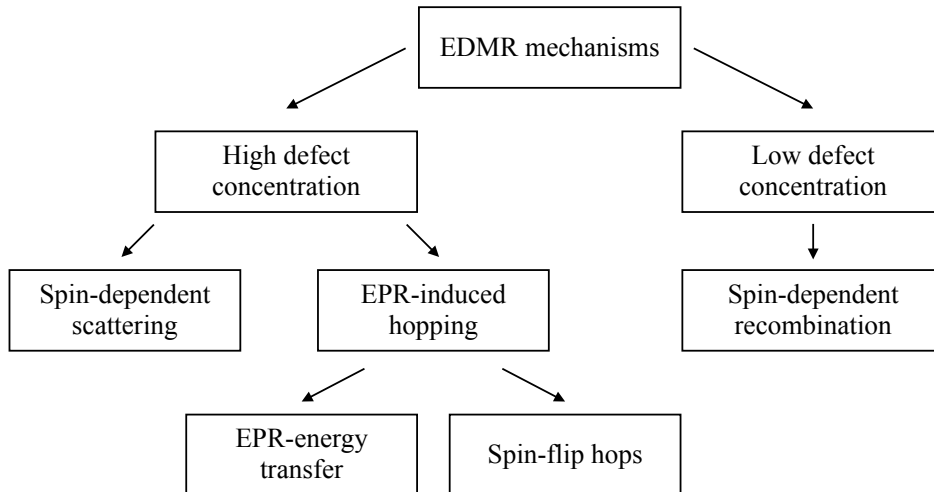 EDMR mechanisms
High defect
concentration
Low defect
concentration
Spin-dependent
scattering
EPR-induced
hopping
Spin-dependent
recombination
EPR-energy
transfer
Spin-flip hops